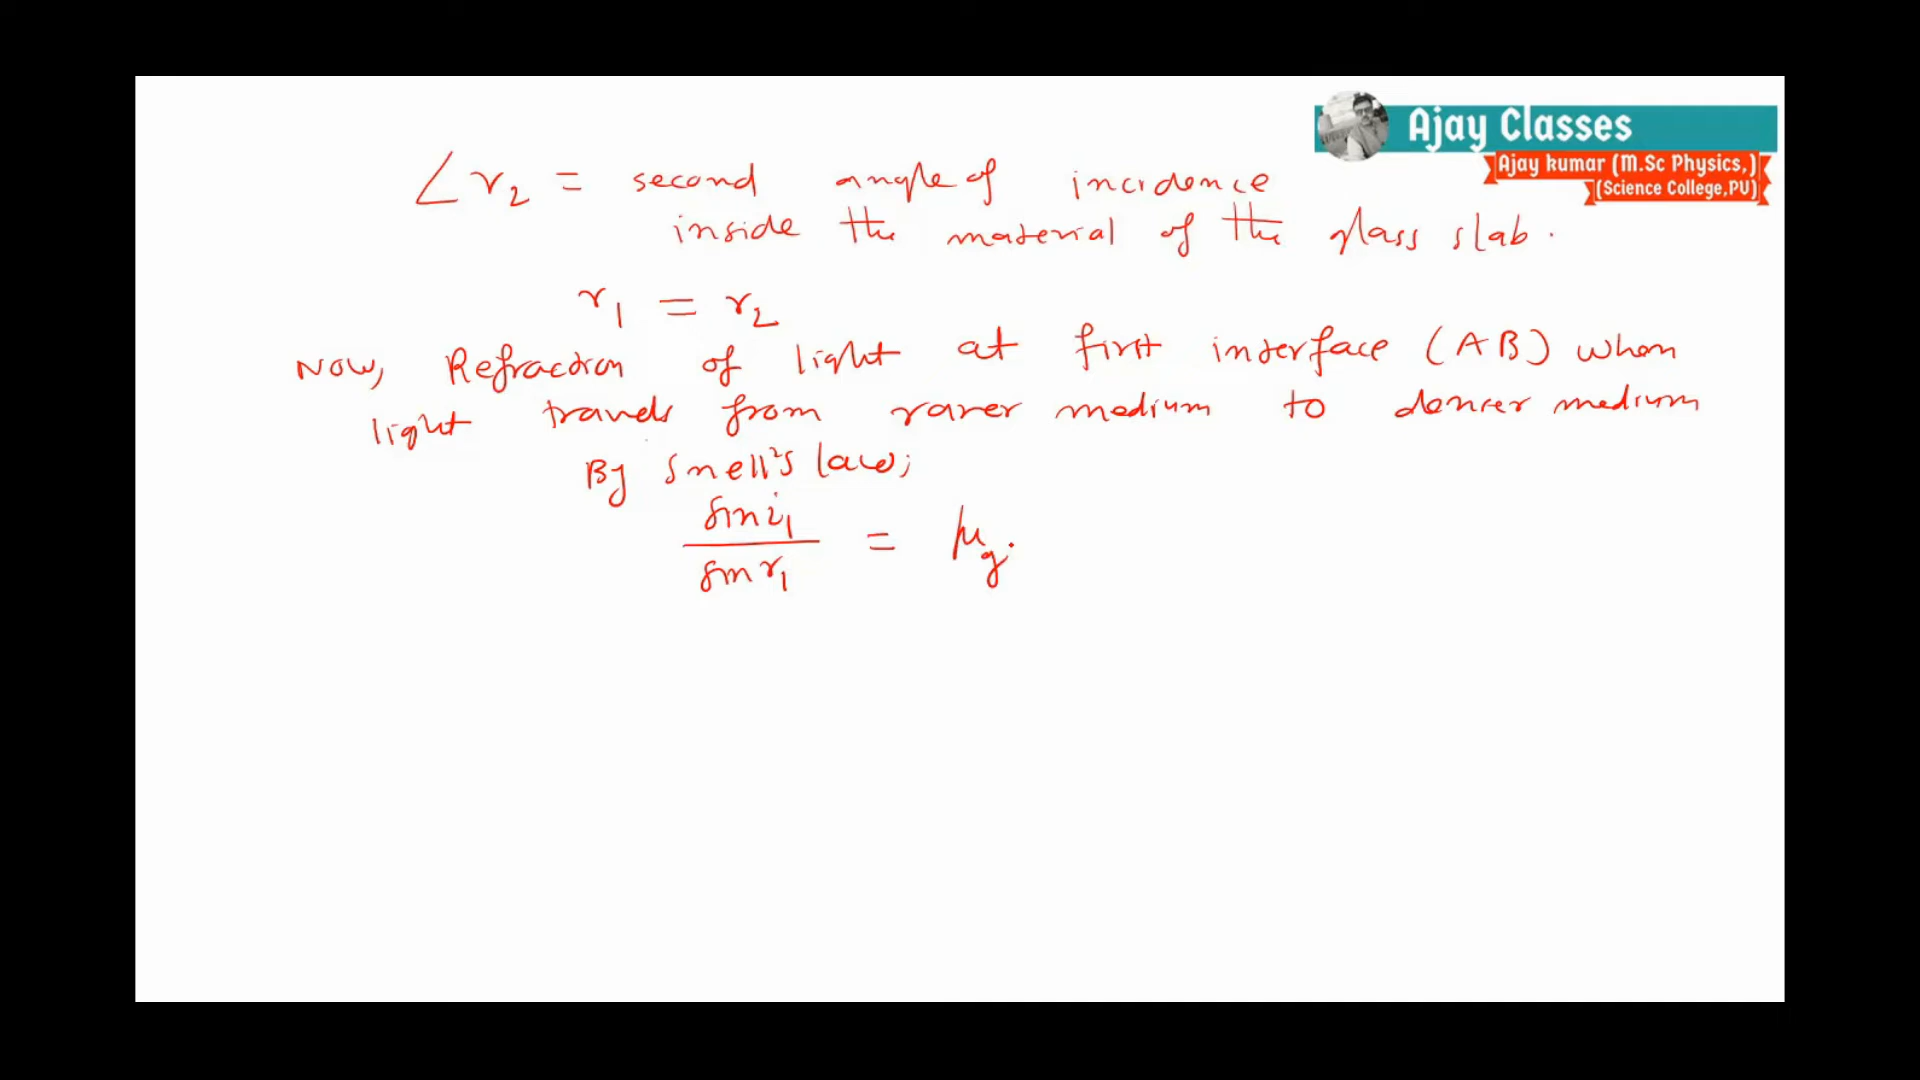 Ajay Classes
Ajay kumar (M.Sc Physics,)
(Science College,PU)
∠r₂ = second angle of incidence
inside the material of the glass slab.
r₁ = r₂
Now, Refraction of light at first interface (AB) when
light travels from rarer medium to denser medium
By Snell's law;
sin i₁ / sin r₁ = μg.